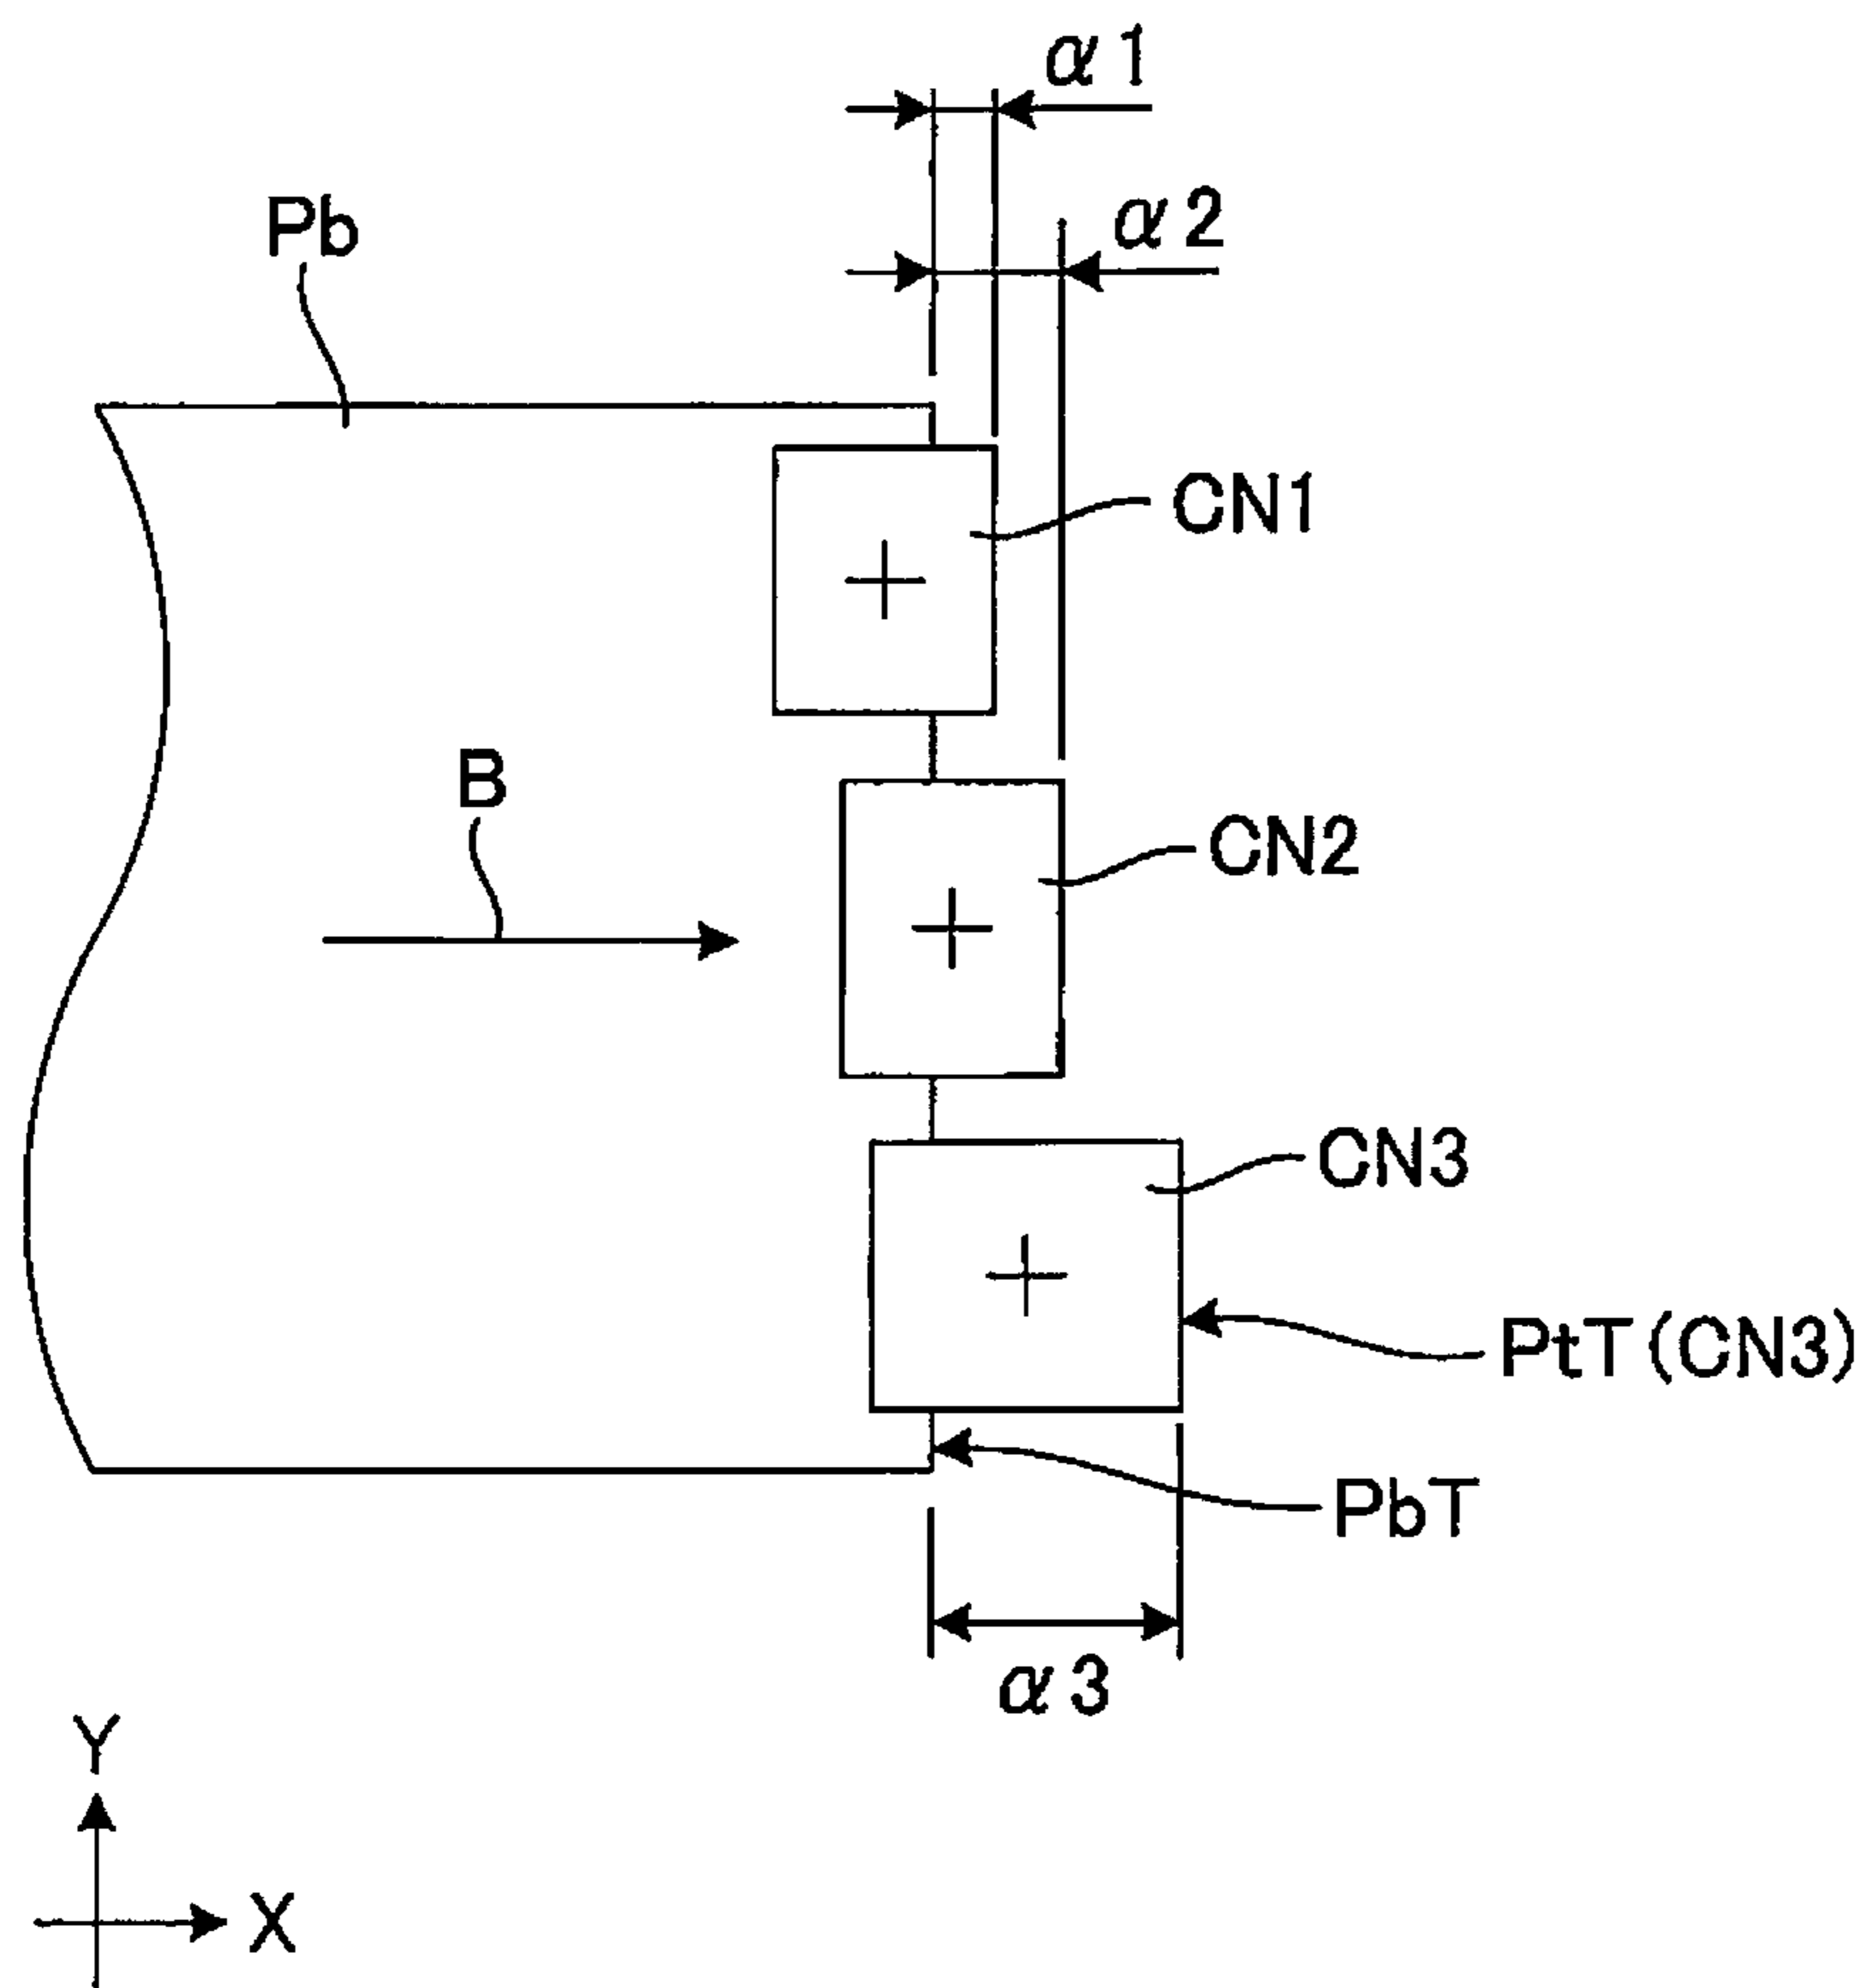 α1
α2
Pb
CN1
B
CN2
CN3
PtT(CN3)
PbT
α3
Y
X